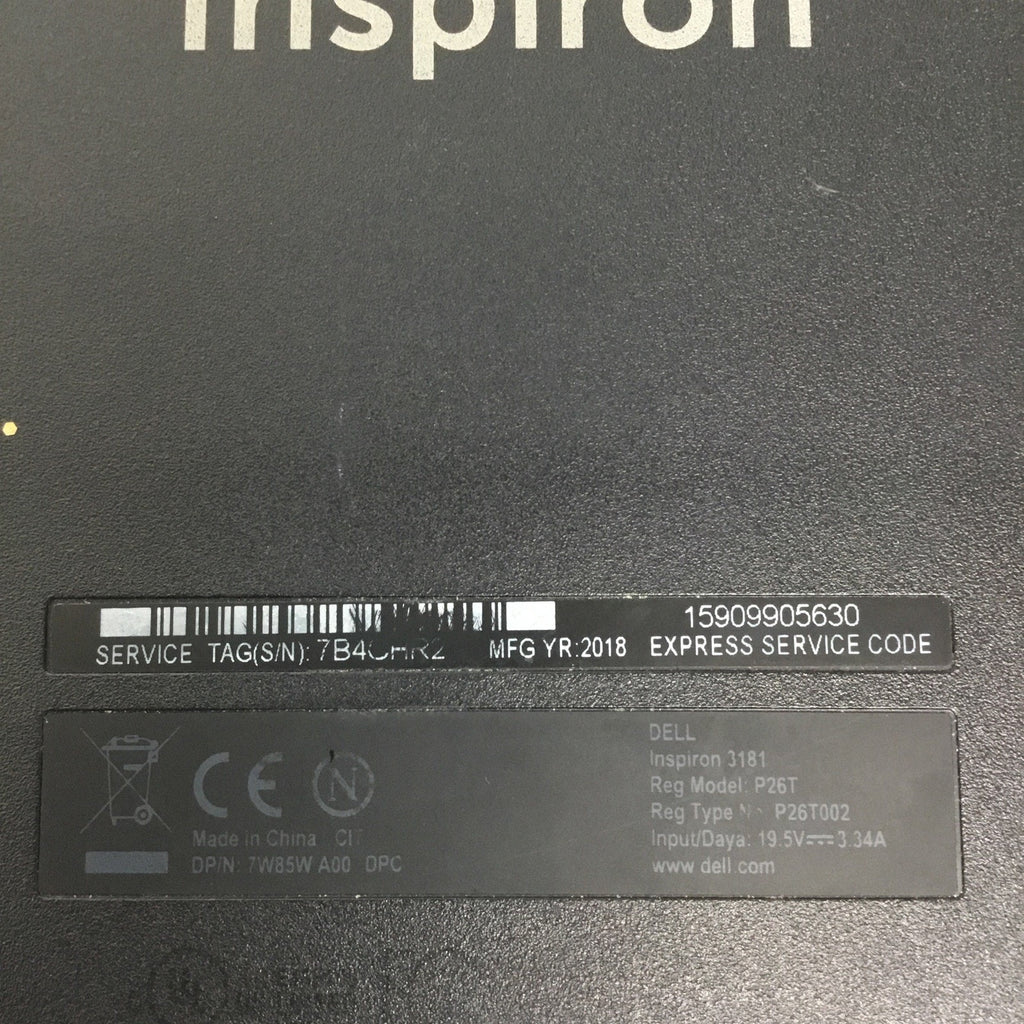 Inspiron
15909905630
SERVICE TAG(S/N): 7B4CHR2 MFG YR:2018 EXPRESS SERVICE CODE
DELL
Inspiron 3181
Reg Model: P26T
Reg Type P26T002
Made in China
Input/Daya: 19.5V⎓3.34A
DP/N: 7W85W A00 DPC
www.dell.com
CE
N